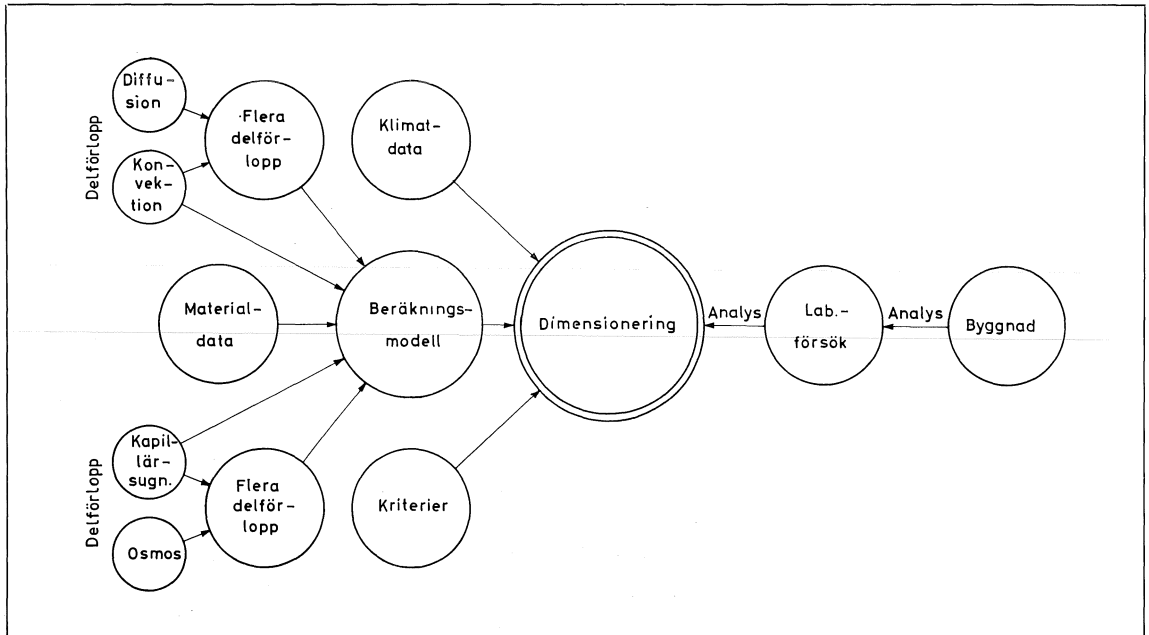 Delförlopp
Diffu-
sion
Kon-
vek-
tion
Flera
delför-
lopp
Klimat-
data
Material-
data
Beräknings-
modell
Dimensionering
Analys
Lab.-
försök
Analys
Byggnad
Delförlopp
Kapil-
lär-
sugn.
Osmos
Flera
delför-
lopp
Kriterier